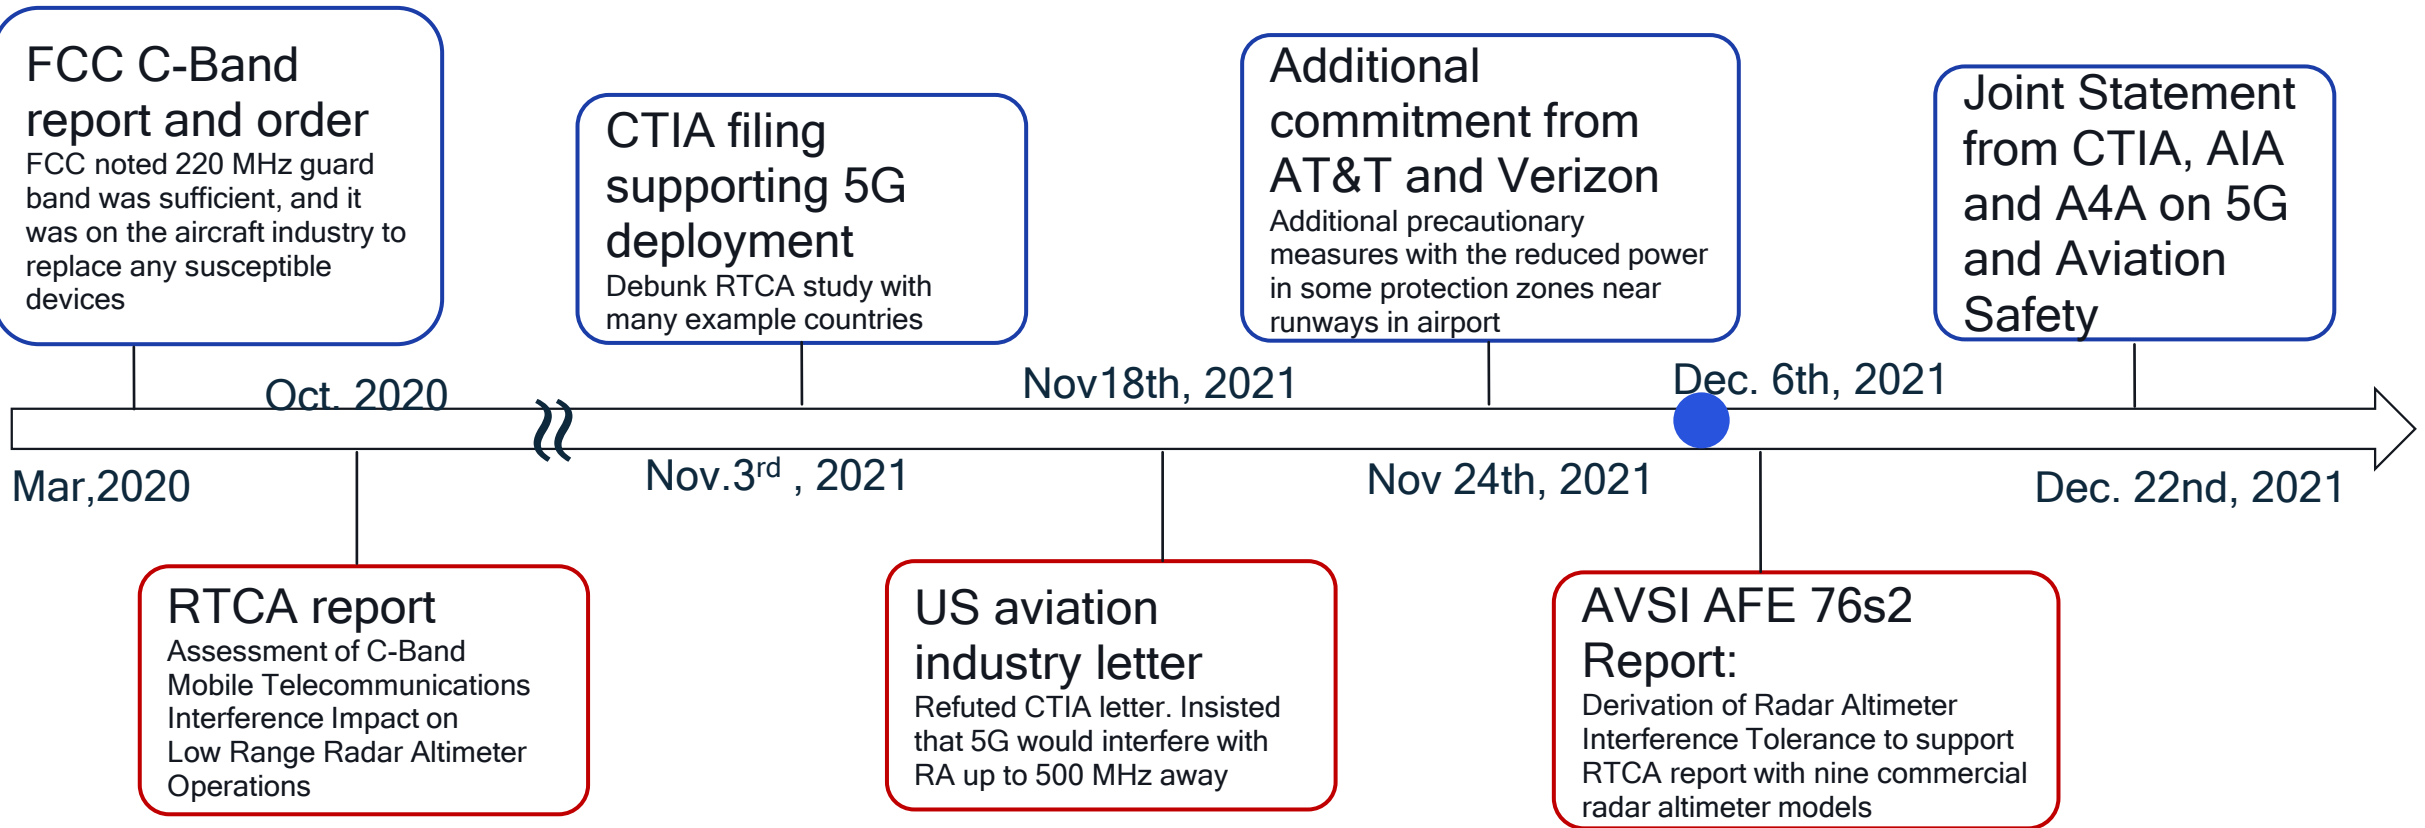 FCC C-Band
report and order
FCC noted 220 MHz guard
band was sufficient, and it
was on the aircraft industry to
replace any susceptible
devices
CTIA filing
supporting 5G
deployment
Debunk RTCA study with
many example countries
Additional
commitment from
AT&T and Verizon
Additional precautionary
measures with the reduced power
in some protection zones near
runways in airport
Joint Statement
from CTIA, AIA
and A4A on 5G
and Aviation
Safety
Oct. 2020
Nov18th, 2021
Dec. 6th, 2021
Mar,2020
Nov.3rd , 2021
Nov 24th, 2021
Dec. 22nd, 2021
RTCA report
Assessment of C-Band
Mobile Telecommunications
Interference Impact on
Low Range Radar Altimeter
Operations
US aviation
industry letter
Refuted CTIA letter. Insisted
that 5G would interfere with
RA up to 500 MHz away
AVSI AFE 76s2
Report:
Derivation of Radar Altimeter
Interference Tolerance to support
RTCA report with nine commercial
radar altimeter models